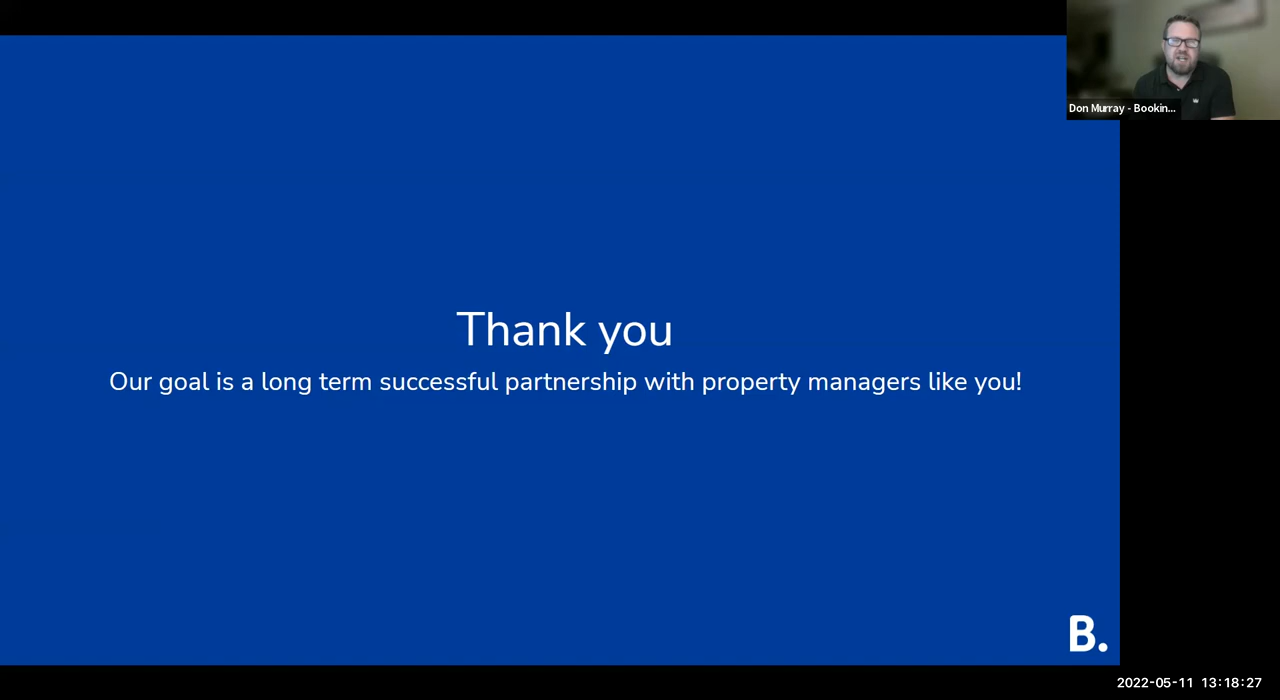 Don Murray - Bookin...
Thank you
Our goal is a long term successful partnership with property managers like you!
B.
2022-05-11 13:18:27